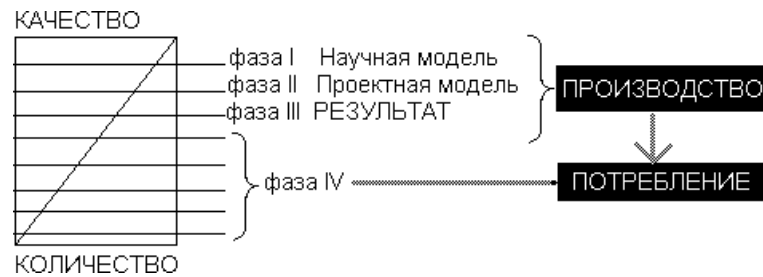 КАЧЕСТВО
фаза I Научная модель
фаза II Проектная модель
фаза III РЕЗУЛЬТАТ
ПРОИЗВОДСТВО
фаза IV
ПОТРЕБЛЕНИЕ
КОЛИЧЕСТВО